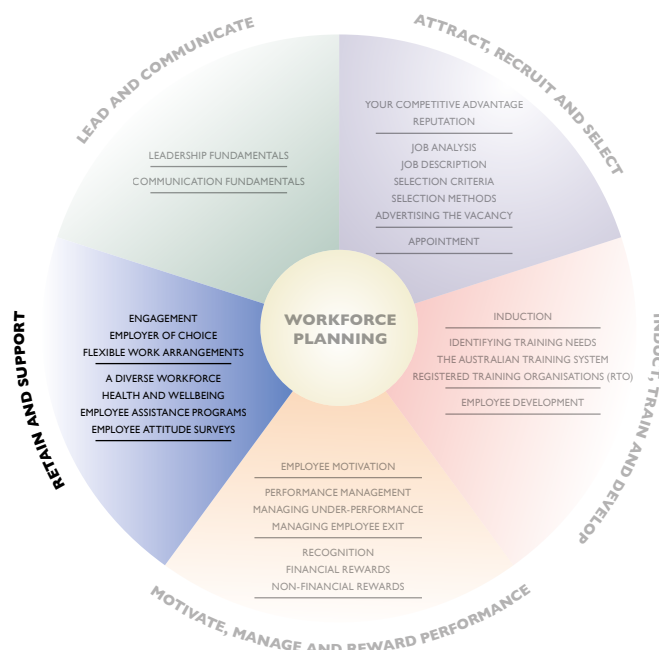 LEAD AND COMMUNICATE
LEADERSHIP FUNDAMENTALS
COMMUNICATION FUNDAMENTALS
ATTRACT, RECRUIT AND SELECT
YOUR COMPETITIVE ADVANTAGE
REPUTATION
JOB ANALYSIS
JOB DESCRIPTION
SELECTION CRITERIA
SELECTION METHODS
ADVERTISING THE VACANCY
APPOINTMENT
INDUCT, TRAIN AND DEVELOP
INDUCTION
IDENTIFYING TRAINING NEEDS
THE AUSTRALIAN TRAINING SYSTEM
REGISTERED TRAINING ORGANISATIONS (RTO)
EMPLOYEE DEVELOPMENT
MOTIVATE, MANAGE AND REWARD PERFORMANCE
EMPLOYEE MOTIVATION
PERFORMANCE MANAGEMENT
MANAGING UNDER-PERFORMANCE
MANAGING EMPLOYEE EXIT
RECOGNITION
FINANCIAL REWARDS
NON-FINANCIAL REWARDS
RETAIN AND SUPPORT
ENGAGEMENT
EMPLOYER OF CHOICE
FLEXIBLE WORK ARRANGEMENTS
A DIVERSE WORKFORCE
HEALTH AND WELLBEING
EMPLOYEE ASSISTANCE PROGRAMS
EMPLOYEE ATTITUDE SURVEYS
WORKFORCE
PLANNING